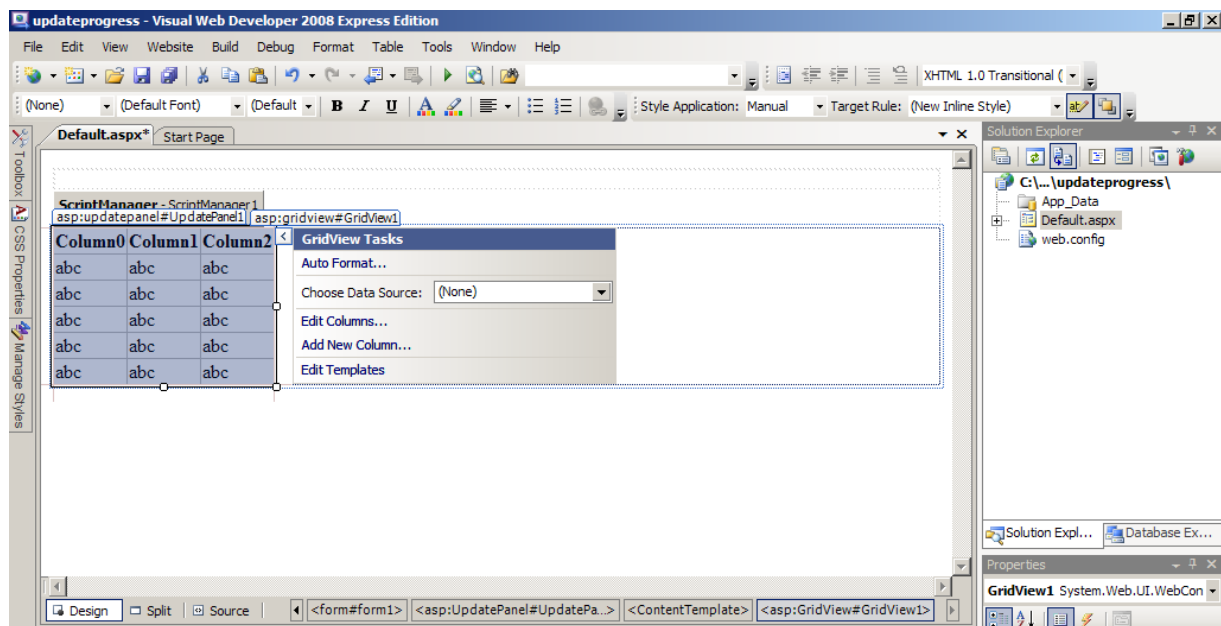 updateprogress - Visual Web Developer 2008 Express Edition
File Edit View Website Build Debug Format Table Tools Window Help
XHTML 1.0 Transitional (
(None) (Default Font) (Default B I U A Style Application: Manual Target Rule: (New Inline Style) ab
Default.aspx* Start Page
Toolbox
CSS Properties
Manage Styles
ScriptManager - ScriptManager1
asp:updatepanel#UpdatePanel1 asp:gridview#GridView1
Column0 Column1 Column2
abc abc abc
abc abc abc
abc abc abc
abc abc abc
abc abc abc
GridView Tasks
Auto Format...
Choose Data Source: (None)
Edit Columns...
Add New Column...
Edit Templates
Design Split Source <form#form1> <asp:UpdatePanel#UpdatePa...> <ContentTemplate> <asp:GridView#GridView1>
Solution Explorer
C:\...\updateprogress\
App_Data
Default.aspx
web.config
Solution Expl... Database Ex...
Properties
GridView1 System.Web.UI.WebCon